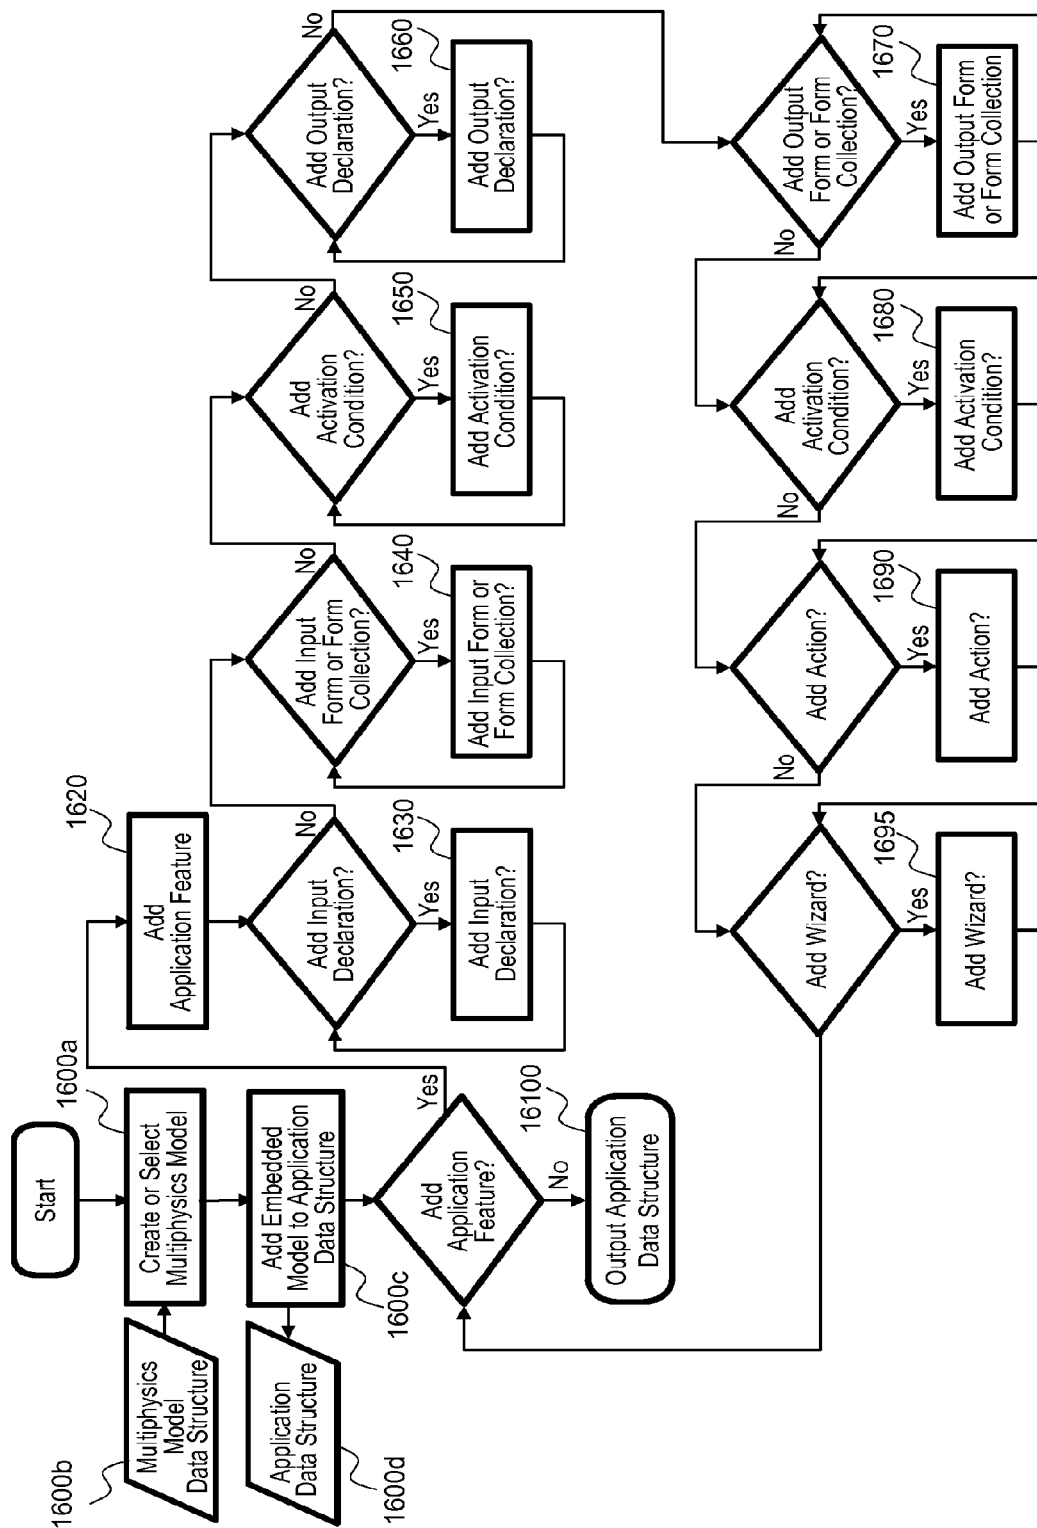 Start
1600a
Create or Select
Multiphysics Model
1600b
Multiphysics
Model
Data Structure
Add Embedded
Model to Application
Data Structure
1600c
Application
Data Structure
1600d
Add
Application
Feature?
Yes
No
16100
Output Application
Data Structure
1620
Add
Application Feature
Add Input
Declaration?
No
Yes
1630
Add Input
Declaration?
Add Input
Form or Form
Collection?
No
Yes
1640
Add Input Form or
Form Collection?
Add
Activation
Condition?
No
Yes
1650
Add Activation
Condition?
Add Output
Declaration?
No
Yes
1660
Add Output
Declaration?
Add Output
Form or Form
Collection?
No
Yes
1670
Add Output Form
or Form Collection
Add
Activation
Condition?
No
Yes
1680
Add Activation
Condition?
Add Action?
No
Yes
1690
Add Action?
Add Wizard?
Yes
1695
Add Wizard?